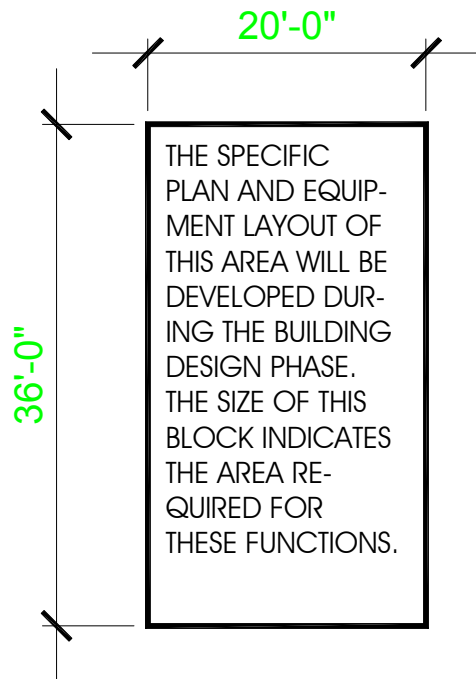 20'-0"
36'-0"
THE SPECIFIC
PLAN AND EQUIP-
MENT LAYOUT OF
THIS AREA WILL BE
DEVELOPED DUR-
ING THE BUILDING
DESIGN PHASE.
THE SIZE OF THIS
BLOCK INDICATES
THE AREA RE-
QUIRED FOR
THESE FUNCTIONS.